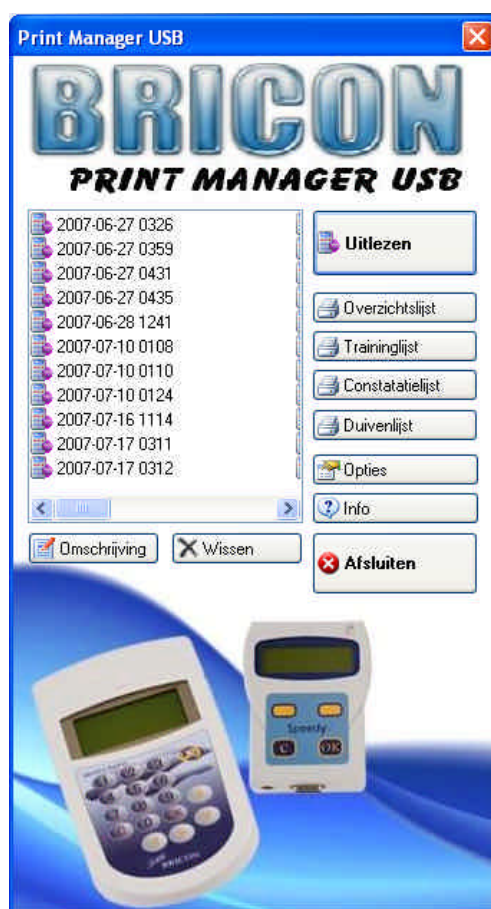 Print Manager USB
BRICON
PRINT MANAGER USB
2007-06-27 0326
2007-06-27 0359
2007-06-27 0431
2007-06-27 0435
2007-06-28 1241
2007-07-10 0108
2007-07-10 0110
2007-07-10 0124
2007-07-16 1114
2007-07-17 0311
2007-07-17 0312
Uitlezen
Overzichtslijst
Traininglijst
Constatatielijst
Duivenlijst
Opties
Info
Omschrijving
Wissen
Afsluiten
Speedy
C
OK
BRICON